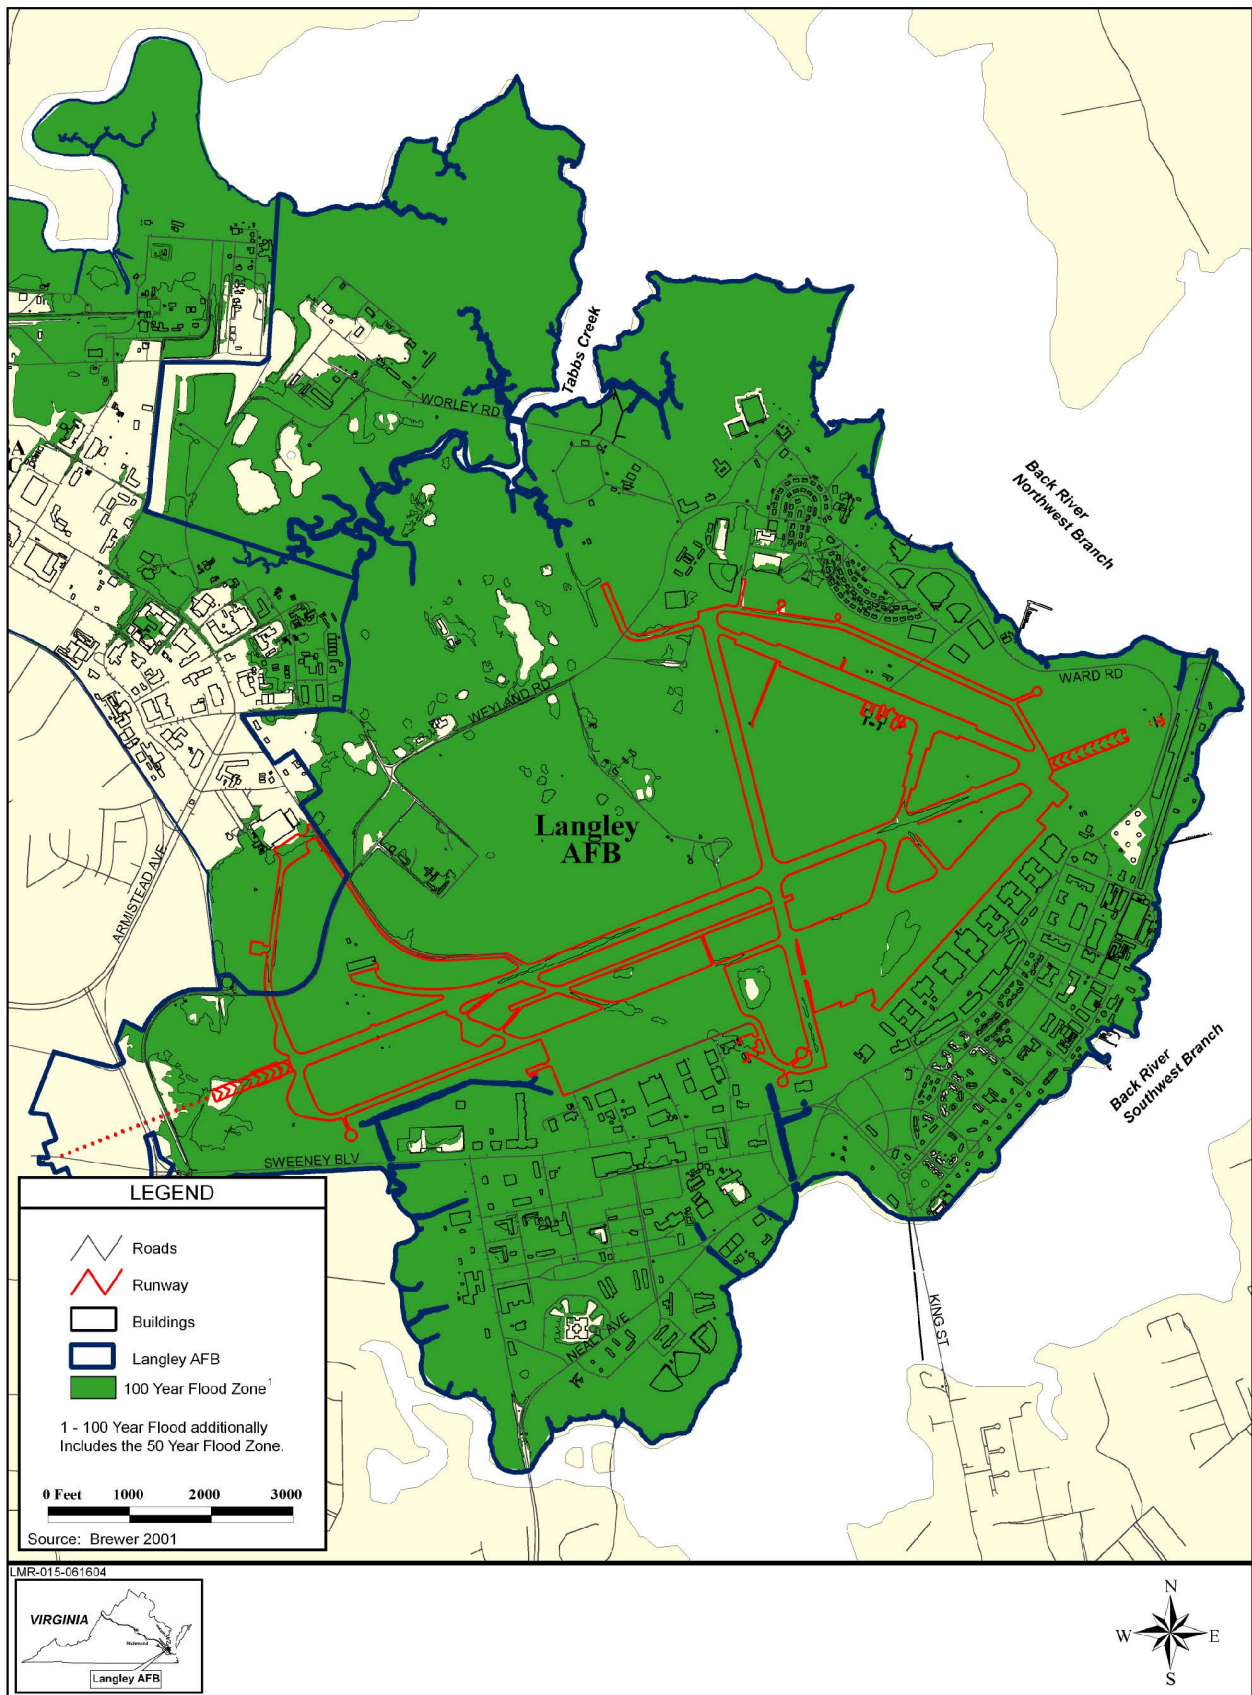 Tabbs Creek
WORLEY RD
Back River
Northwest Branch
WARD RD
WEYLAND RD
Langley
AFB
ARMISTEAD AVE
Back River
Southwest Branch
SWEENEY BLV
NEALY AVE
KING ST
LEGEND
Roads
Runway
Buildings
Langley AFB
100 Year Flood Zone 1
1 - 100 Year Flood additionally
Includes the 50 Year Flood Zone.
0 Feet 1000 2000 3000
Source: Brewer 2001
LMR-015-061604
VIRGINIA
Richmond
Langley AFB
N
W E
S